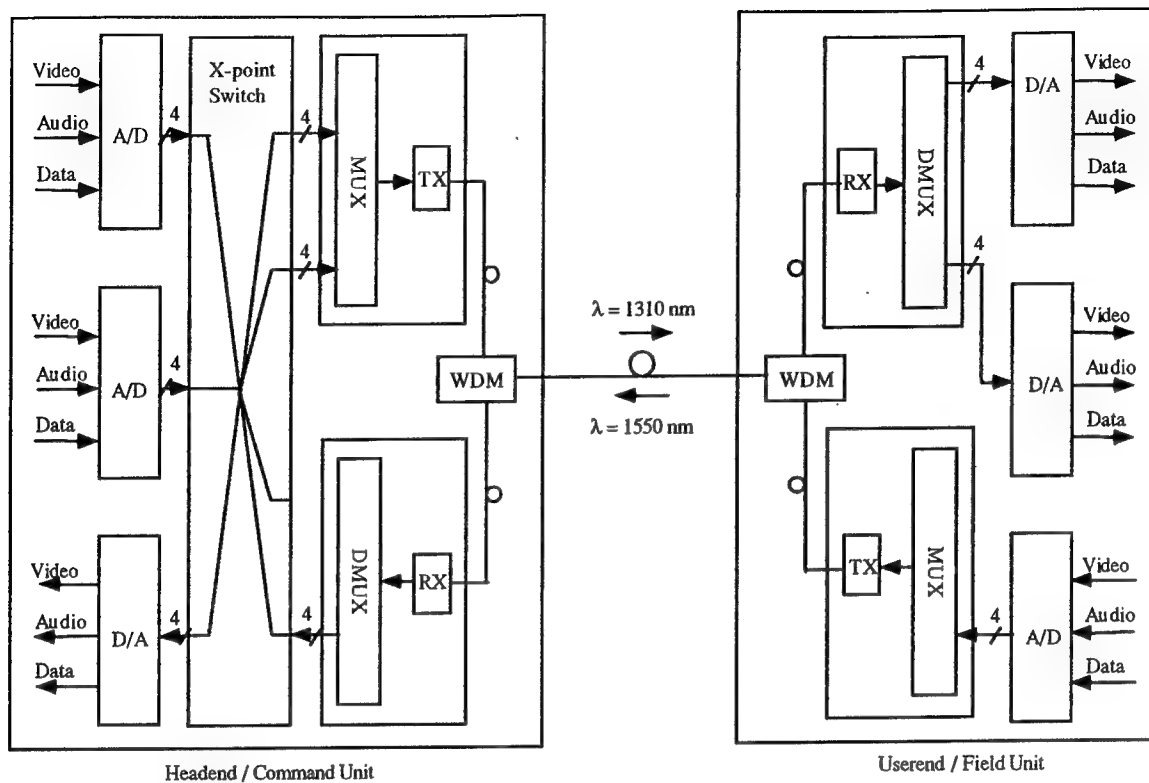 Video
Audio
Data
A/D
4
X-point
Switch
4
4
MUX
TX
Video
Audio
Data
A/D
4
WDM
Video
Audio
Data
D/A
4
4
DMUX
RX
Headend / Command Unit
λ = 1310 nm
λ = 1550 nm
RX
DMUX
4
4
D/A
Video
Audio
Data
WDM
D/A
Video
Audio
Data
TX
MUX
4
A/D
Video
Audio
Data
Userend / Field Unit